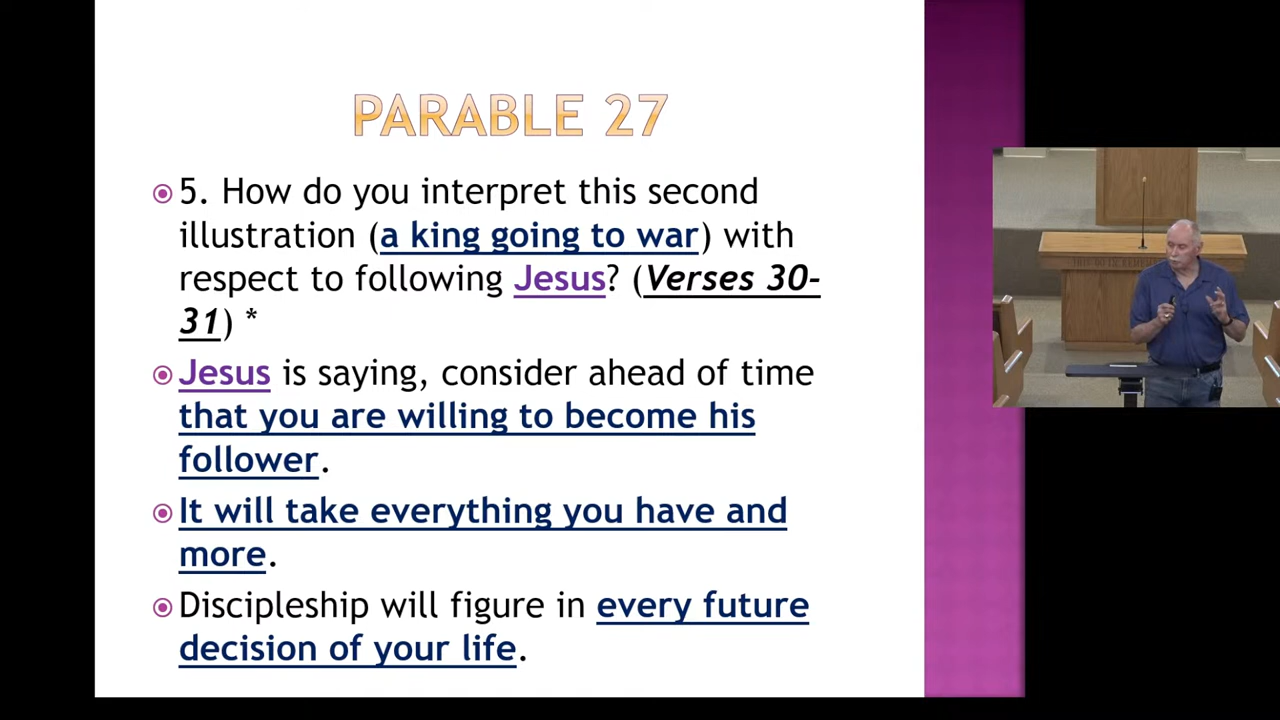 PARABLE 27
5. How do you interpret this second
illustration (a king going to war) with
respect to following Jesus? (Verses 30-
31) *
Jesus is saying, consider ahead of time
that you are willing to become his
follower.
It will take everything you have and
more.
Discipleship will figure in every future
decision of your life.